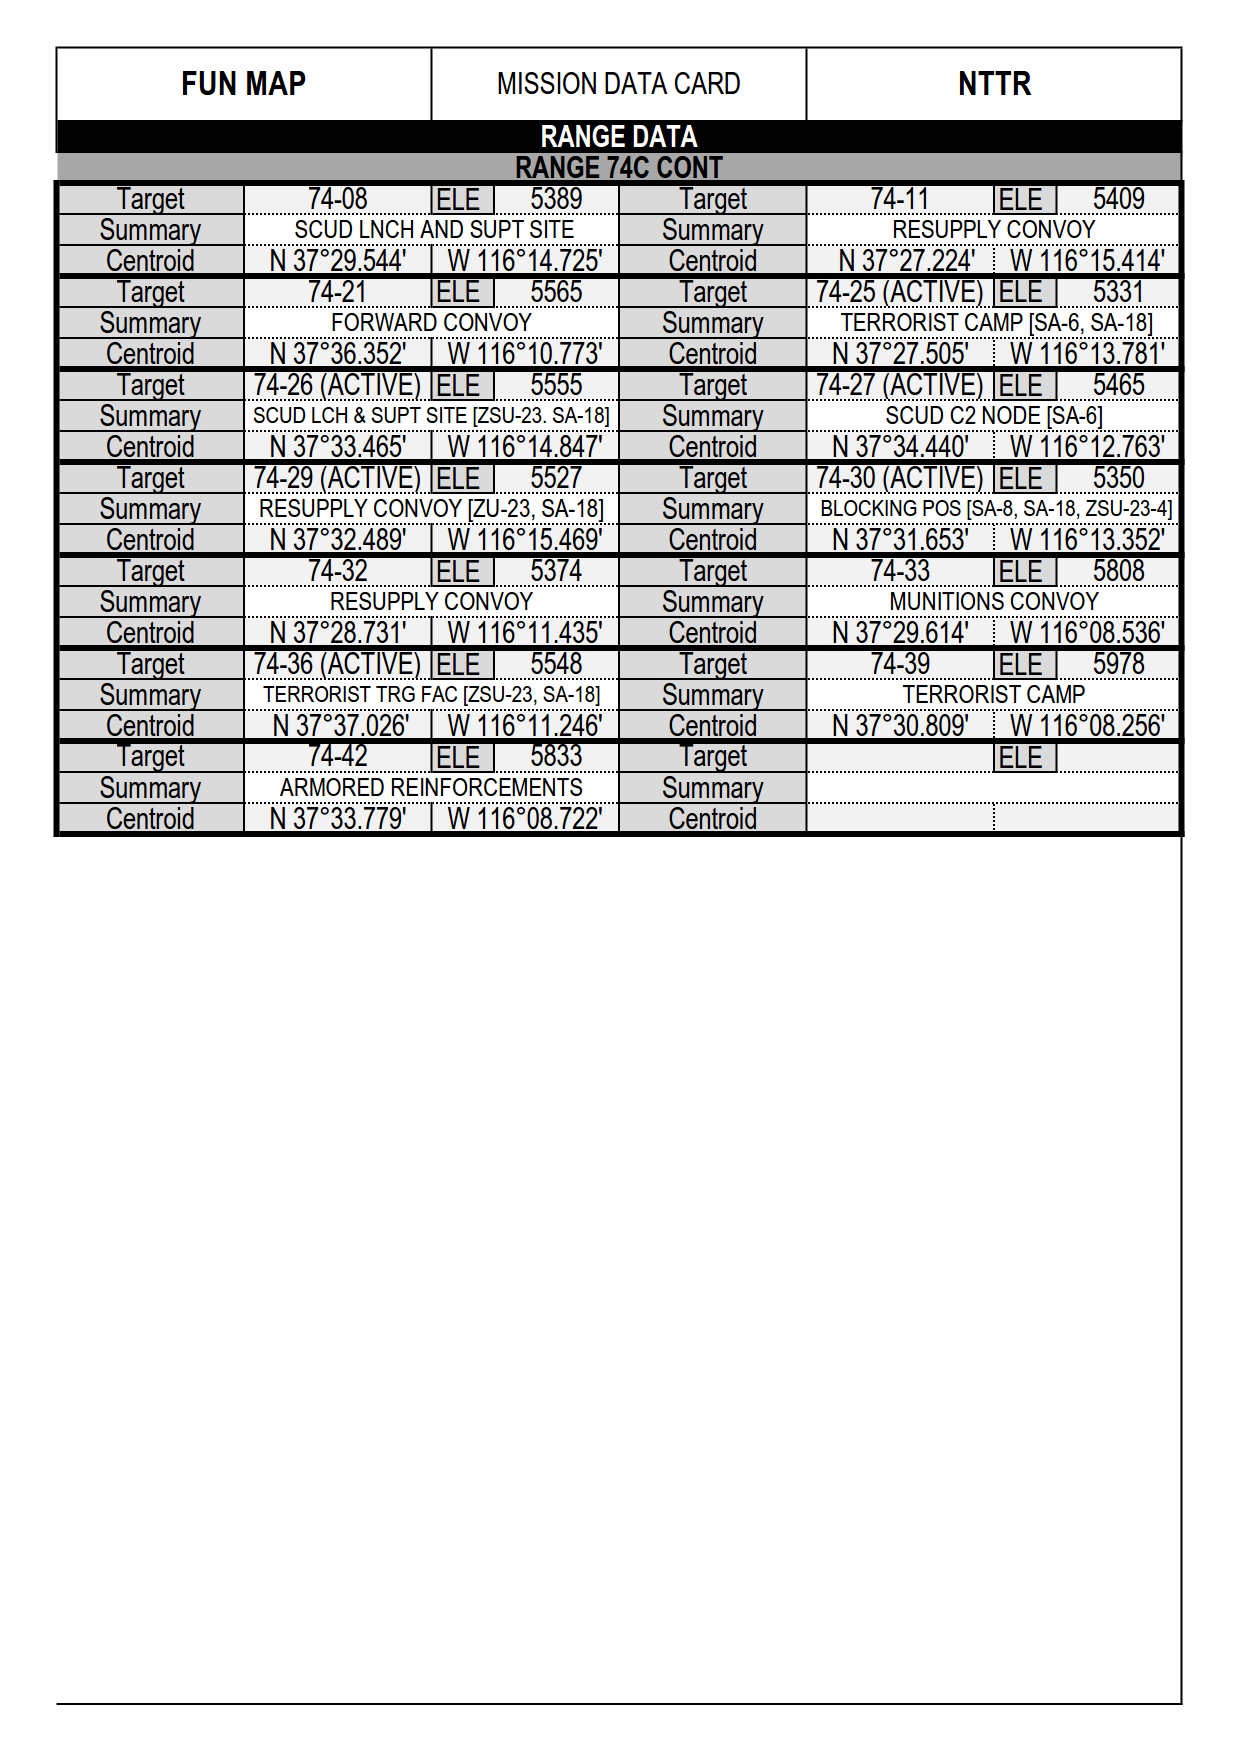 FUN MAP MISSION DATA CARD NTTR
RANGE DATA
RANGE 74C CONT
Target 74-08 ELE 5389 Target 74-11 ELE 5409
Summary SCUD LNCH AND SUPT SITE Summary RESUPPLY CONVOY
Centroid N 37°29.544' W 116°14.725' Centroid N 37°27.224' W 116°15.414'
Target 74-21 ELE 5565 Target 74-25 (ACTIVE) ELE 5331
Summary FORWARD CONVOY Summary TERRORIST CAMP [SA-6, SA-18]
Centroid N 37°36.352' W 116°10.773' Centroid N 37°27.505' W 116°13.781'
Target 74-26 (ACTIVE) ELE 5555 Target 74-27 (ACTIVE) ELE 5465
Summary SCUD LCH & SUPT SITE [ZSU-23. SA-18] Summary SCUD C2 NODE [SA-6]
Centroid N 37°33.465' W 116°14.847' Centroid N 37°34.440' W 116°12.763'
Target 74-29 (ACTIVE) ELE 5527 Target 74-30 (ACTIVE) ELE 5350
Summary RESUPPLY CONVOY [ZU-23, SA-18] Summary BLOCKING POS [SA-8, SA-18, ZSU-23-4]
Centroid N 37°32.489' W 116°15.469' Centroid N 37°31.653' W 116°13.352'
Target 74-32 ELE 5374 Target 74-33 ELE 5808
Summary RESUPPLY CONVOY Summary MUNITIONS CONVOY
Centroid N 37°28.731' W 116°11.435' Centroid N 37°29.614' W 116°08.536'
Target 74-36 (ACTIVE) ELE 5548 Target 74-39 ELE 5978
Summary TERRORIST TRG FAC [ZSU-23, SA-18] Summary TERRORIST CAMP
Centroid N 37°37.026' W 116°11.246' Centroid N 37°30.809' W 116°08.256'
Target 74-42 ELE 5833 Target ELE
Summary ARMORED REINFORCEMENTS Summary
Centroid N 37°33.779' W 116°08.722' Centroid